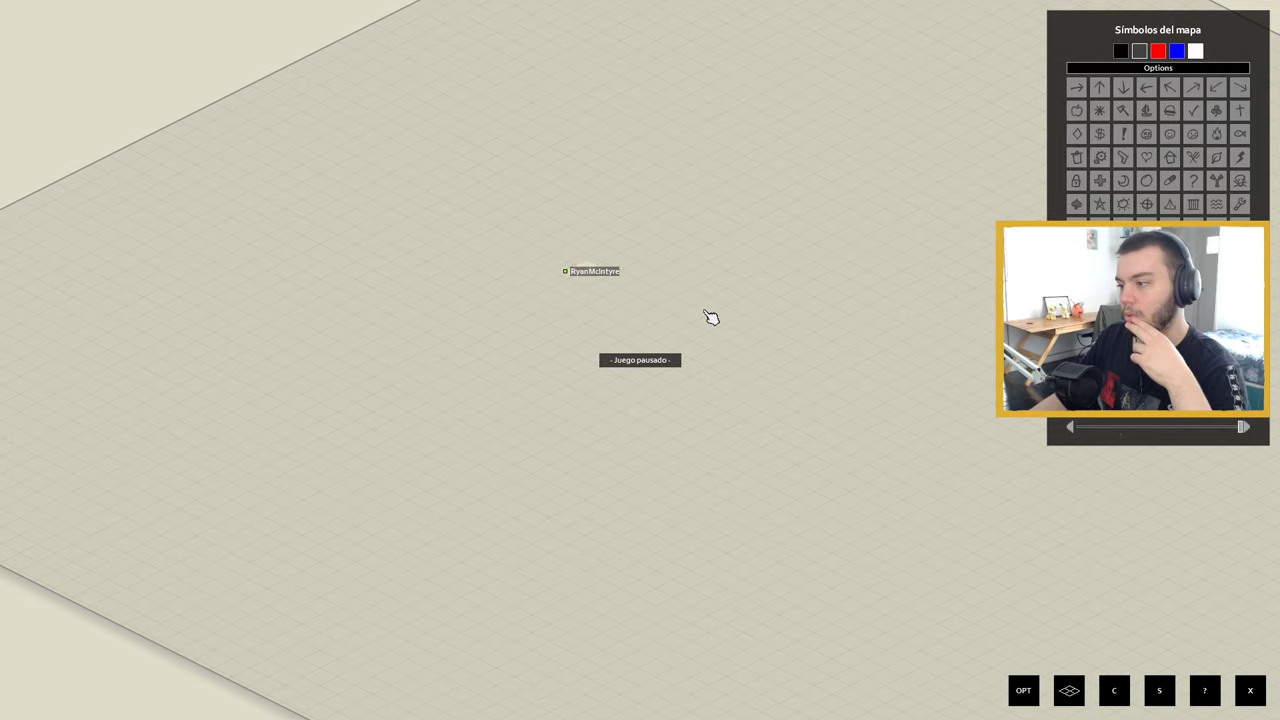 Símbolos del mapa
Options
RyanMcIntyre
- Juego pausado -
OPT
C
S
?
X